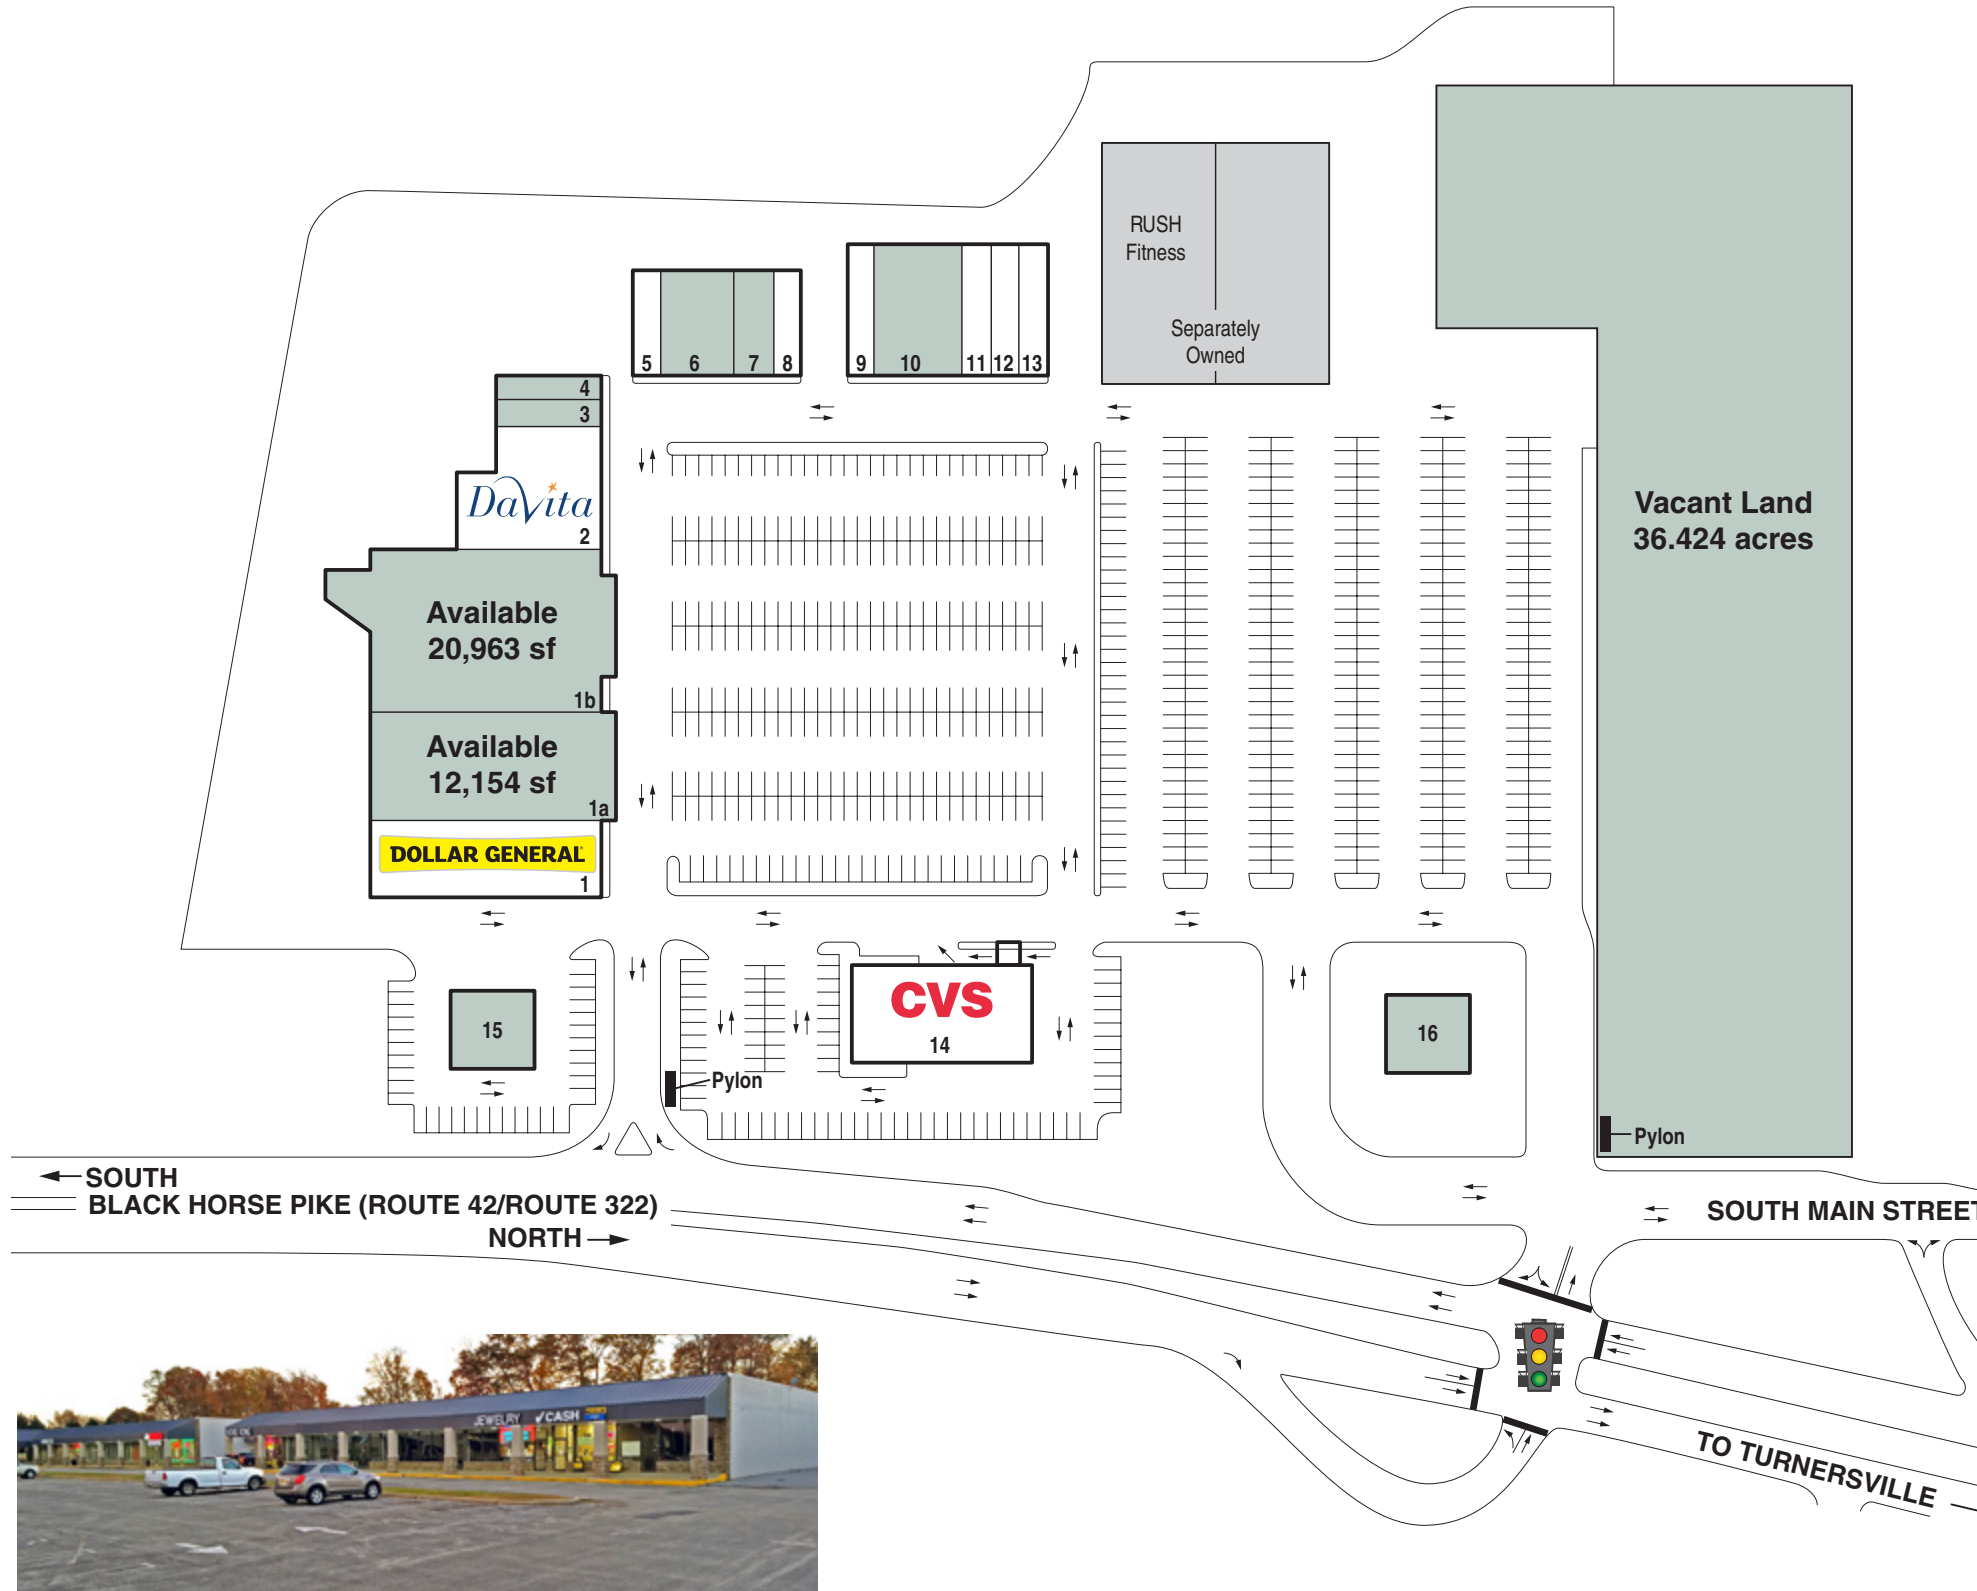 RUSH
Fitness
Separately
Owned
5
6
7
8
9
10
11
12
13
4
3
DaVita
2
Vacant Land
36.424 acres
Available
20,963 sf
1b
Available
12,154 sf
1a
DOLLAR GENERAL
1
CVS
14
15
16
Pylon
Pylon
SOUTH
BLACK HORSE PIKE (ROUTE 42/ROUTE 322)
NORTH
SOUTH MAIN STREET
TO TURNERSVILLE
JEWELRY
CASH